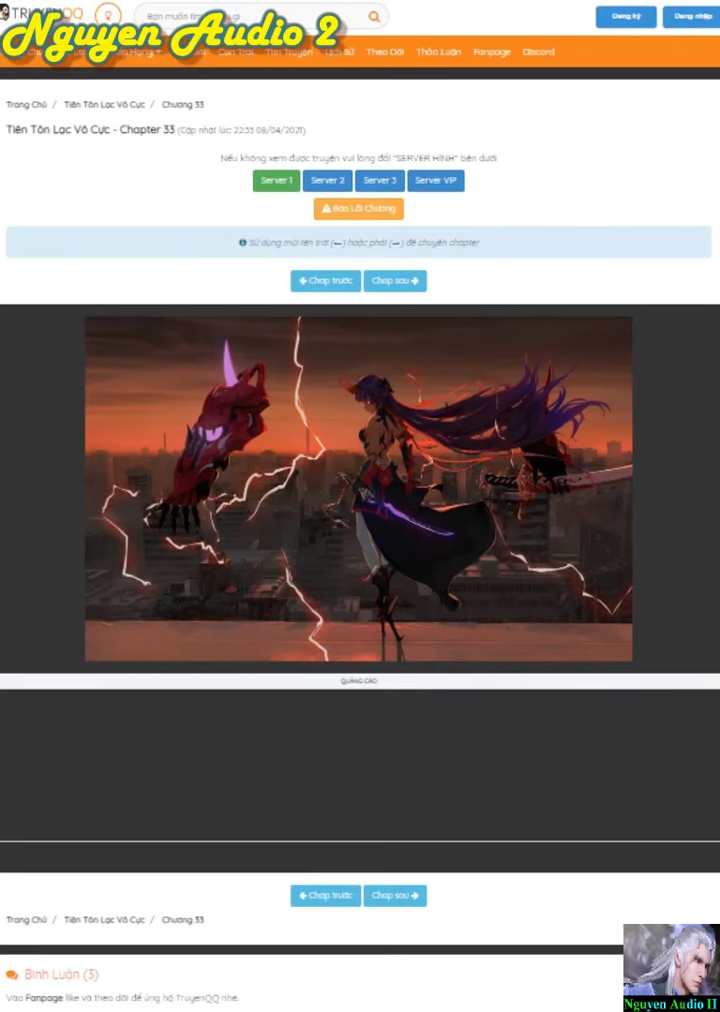 TRUYENQQ
Đăng ký
Đăng nhập
Nguyen Audio 2
Con Trai
Tìm Truyện
Lịch Sử
Theo Dõi
Thảo Luận
Fanpage
Discord
Trang Chủ / Tiên Tôn Lạc Vô Cực / Chương 33
Tiên Tôn Lạc Vô Cực - Chapter 33 (Cập nhật lúc: 22:33 08/04/2021)
Nếu không xem được truyện vui lòng đổi "SERVER HÌNH" bên dưới
Server 1
Server 2
Server 3
Server VIP
Báo Lỗi Chương
Sử dụng mũi tên trái (←) hoặc phải (→) để chuyển chapter
Chap trước
Chap sau
QUẢNG CÁO
Chap trước
Chap sau
Trang Chủ / Tiên Tôn Lạc Vô Cực / Chương 33
Bình Luận (3)
Vào Fanpage like và theo dõi để ủng hộ TruyenQQ nhé.
Nguyen Audio II